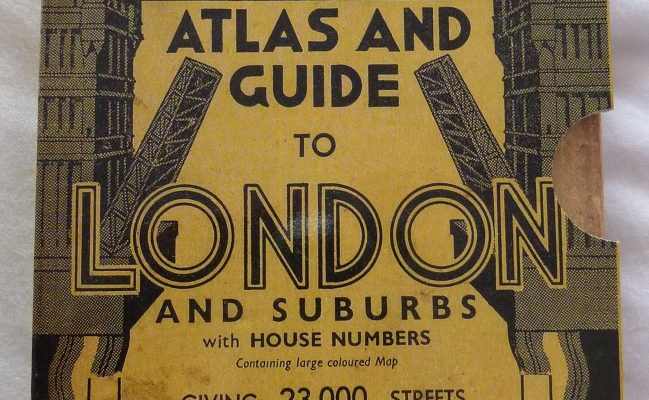 ATLAS AND
GUIDE
TO
LONDON
AND SUBURBS
with HOUSE NUMBERS
Containing large coloured Map
GIVING 23,000 STREETS